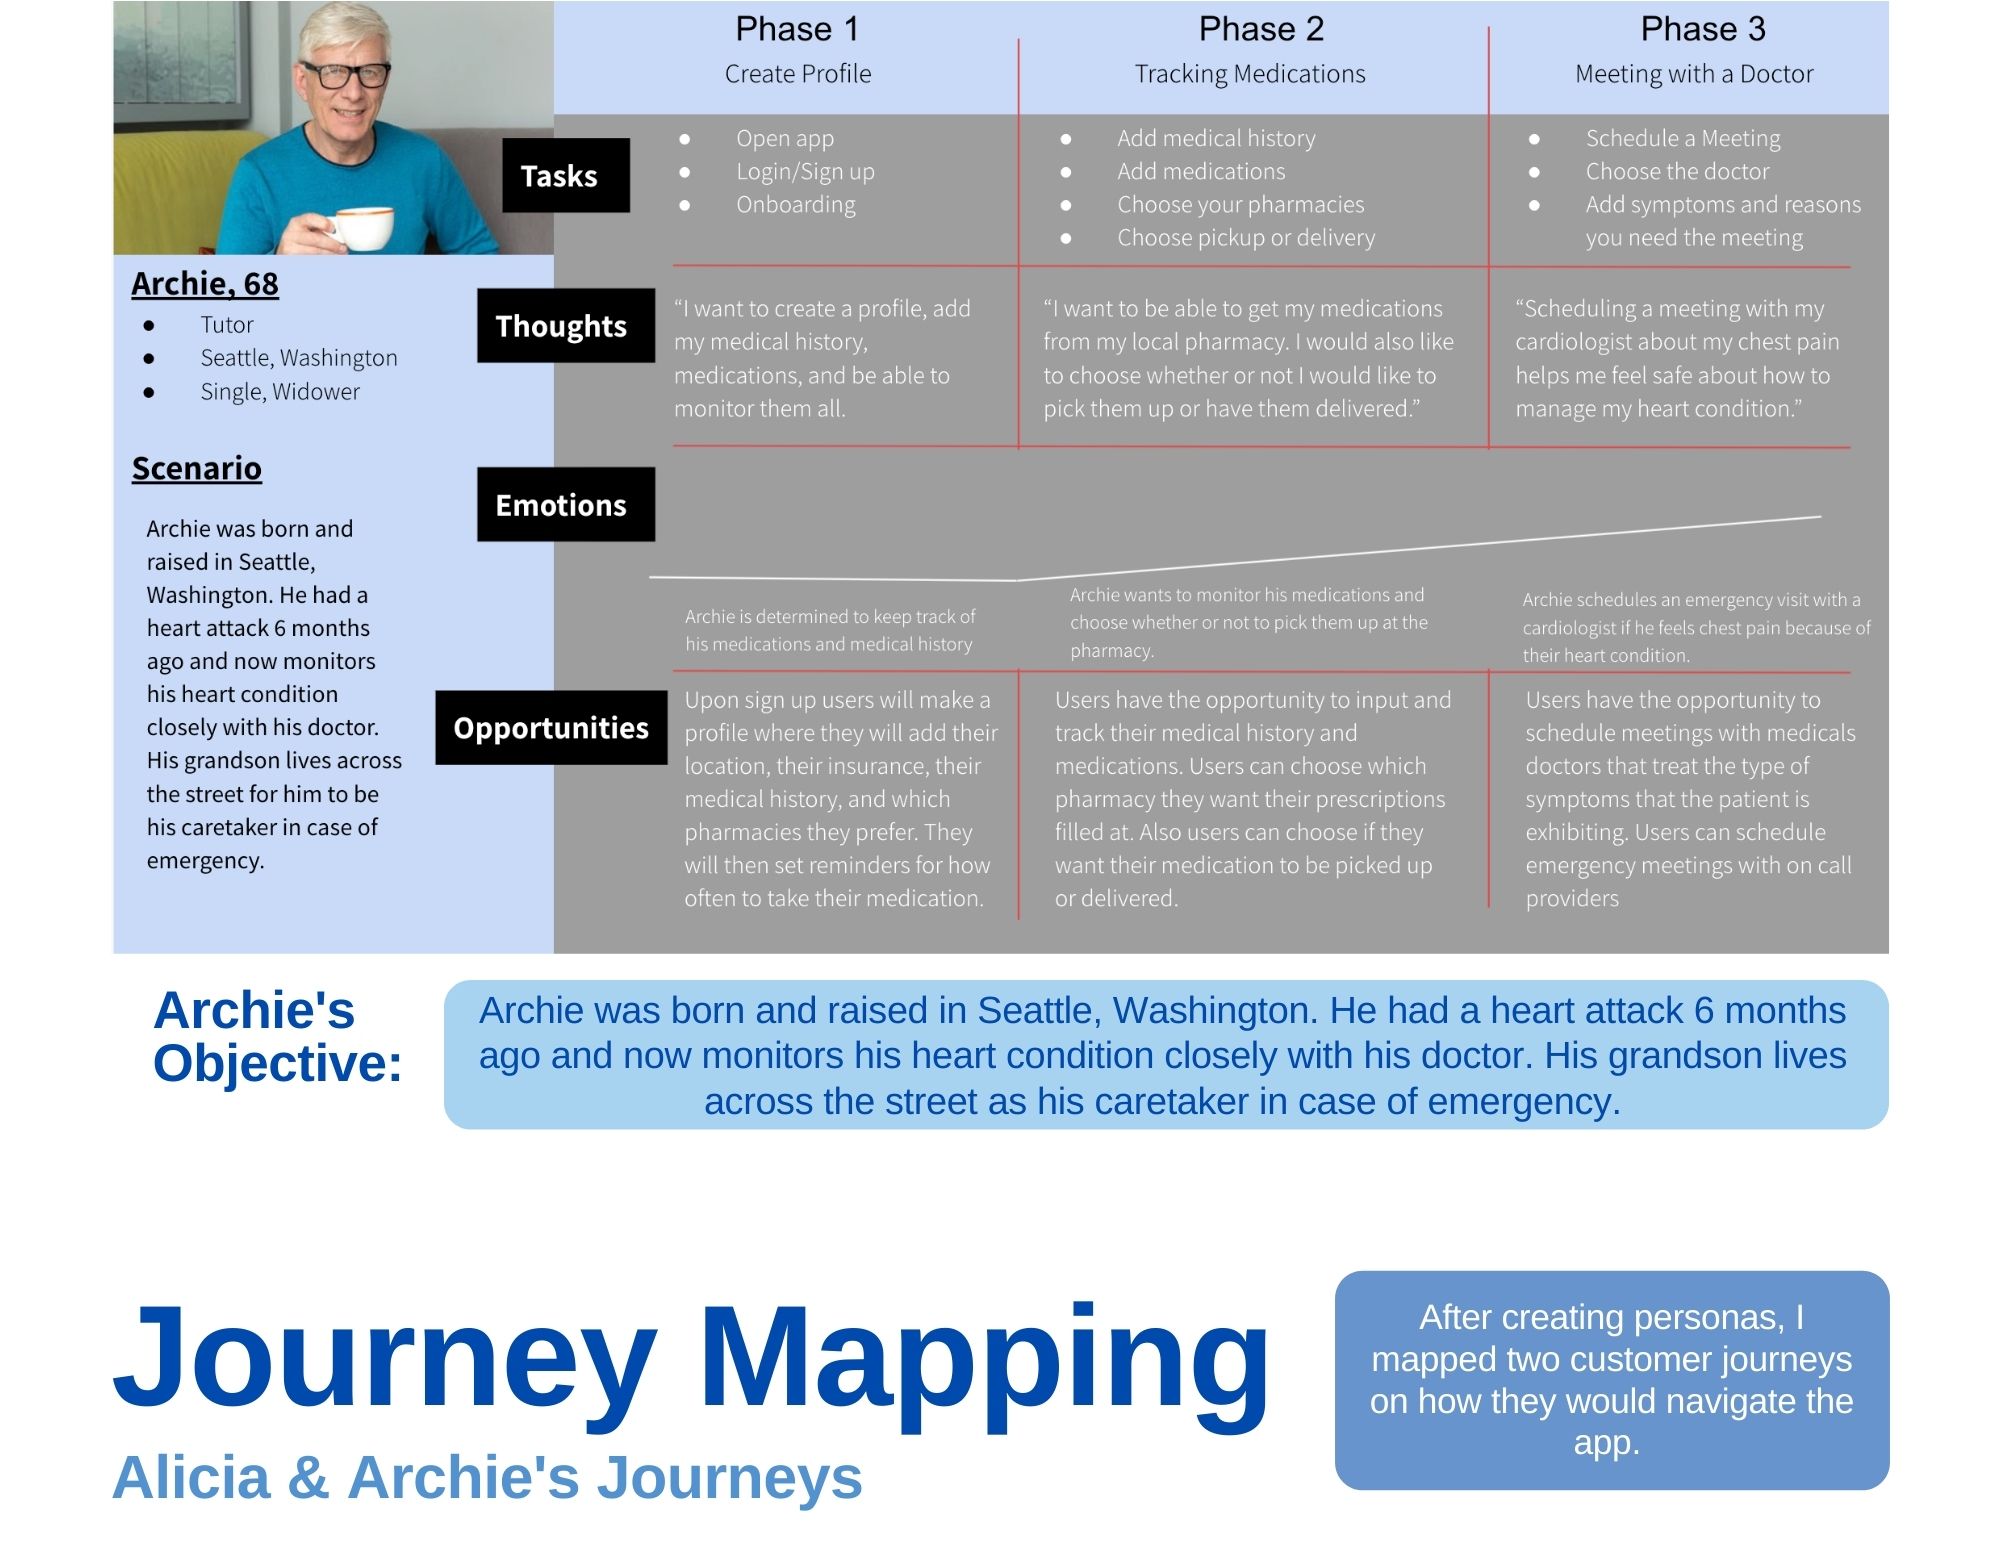 Phase 1
Create Profile
Phase 2
Tracking Medications
Phase 3
Meeting with a Doctor
Archie, 68
● Tutor
● Seattle, Washington
● Single, Widower
Scenario
Archie was born and
raised in Seattle,
Washington. He had a
heart attack 6 months
ago and now monitors
his heart condition
closely with his doctor.
His grandson lives across
the street for him to be
his caretaker in case of
emergency.
Tasks
● Open app
● Login/Sign up
● Onboarding
● Add medical history
● Add medications
● Choose your pharmacies
● Choose pickup or delivery
● Schedule a Meeting
● Choose the doctor
● Add symptoms and reasons
you need the meeting
Thoughts
“I want to create a profile, add
my medical history,
medications, and be able to
monitor them all.
“I want to be able to get my medications
from my local pharmacy. I would also like
to choose whether or not I would like to
pick them up or have them delivered.”
“Scheduling a meeting with my
cardiologist about my chest pain
helps me feel safe about how to
manage my heart condition.”
Emotions
Archie is determined to keep track of
his medications and medical history
Archie wants to monitor his medications and
choose whether or not to pick them up at the
pharmacy.
Archie schedules an emergency visit with a
cardiologist if he feels chest pain because of
their heart condition.
Opportunities
Upon sign up users will make a
profile where they will add their
location, their insurance, their
medical history, and which
pharmacies they prefer. They
will then set reminders for how
often to take their medication.
Users have the opportunity to input and
track their medical history and
medications. Users can choose which
pharmacy they want their prescriptions
filled at. Also users can choose if they
want their medication to be picked up
or delivered.
Users have the opportunity to
schedule meetings with medicals
doctors that treat the type of
symptoms that the patient is
exhibiting. Users can schedule
emergency meetings with on call
providers
Archie's
Objective:
Archie was born and raised in Seattle, Washington. He had a heart attack 6 months
ago and now monitors his heart condition closely with his doctor. His grandson lives
across the street as his caretaker in case of emergency.
Journey Mapping
Alicia & Archie's Journeys
After creating personas, I
mapped two customer journeys
on how they would navigate the
app.